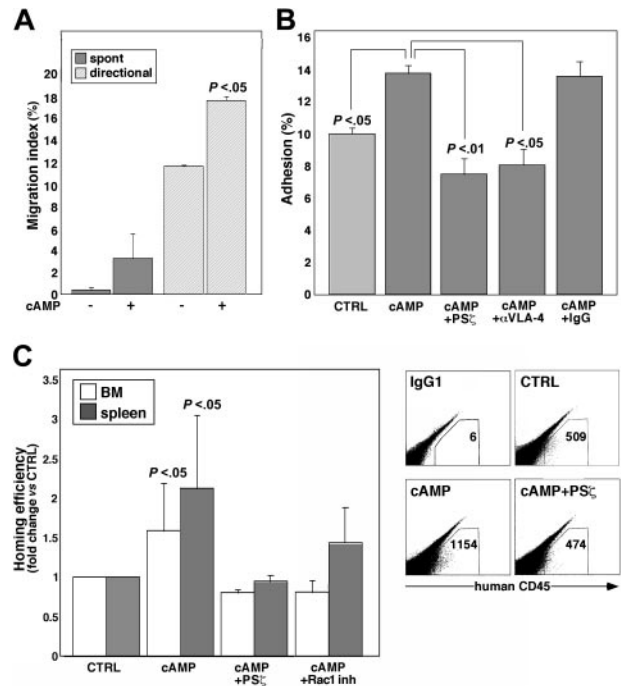 A
spont
directional
P <.05
Migration index (%)
20
18
16
14
12
10
8
6
4
2
0
cAMP - + - +
B
Adhesion (%)
16
14
12
10
8
6
4
2
0
P <.05
P <.01
P <.05
CTRL cAMP cAMP cAMP cAMP
+PSζ +αVLA-4 +IgG
C
BM
spleen
P <.05
P <.05
Homing efficiency
(fold change vs CTRL)
3.5
3
2.5
2
1.5
1
0.5
0
CTRL cAMP cAMP cAMP
+PSζ +Rac1 inh
IgG1
6
CTRL
509
cAMP
1154
cAMP+PSζ
474
human CD45